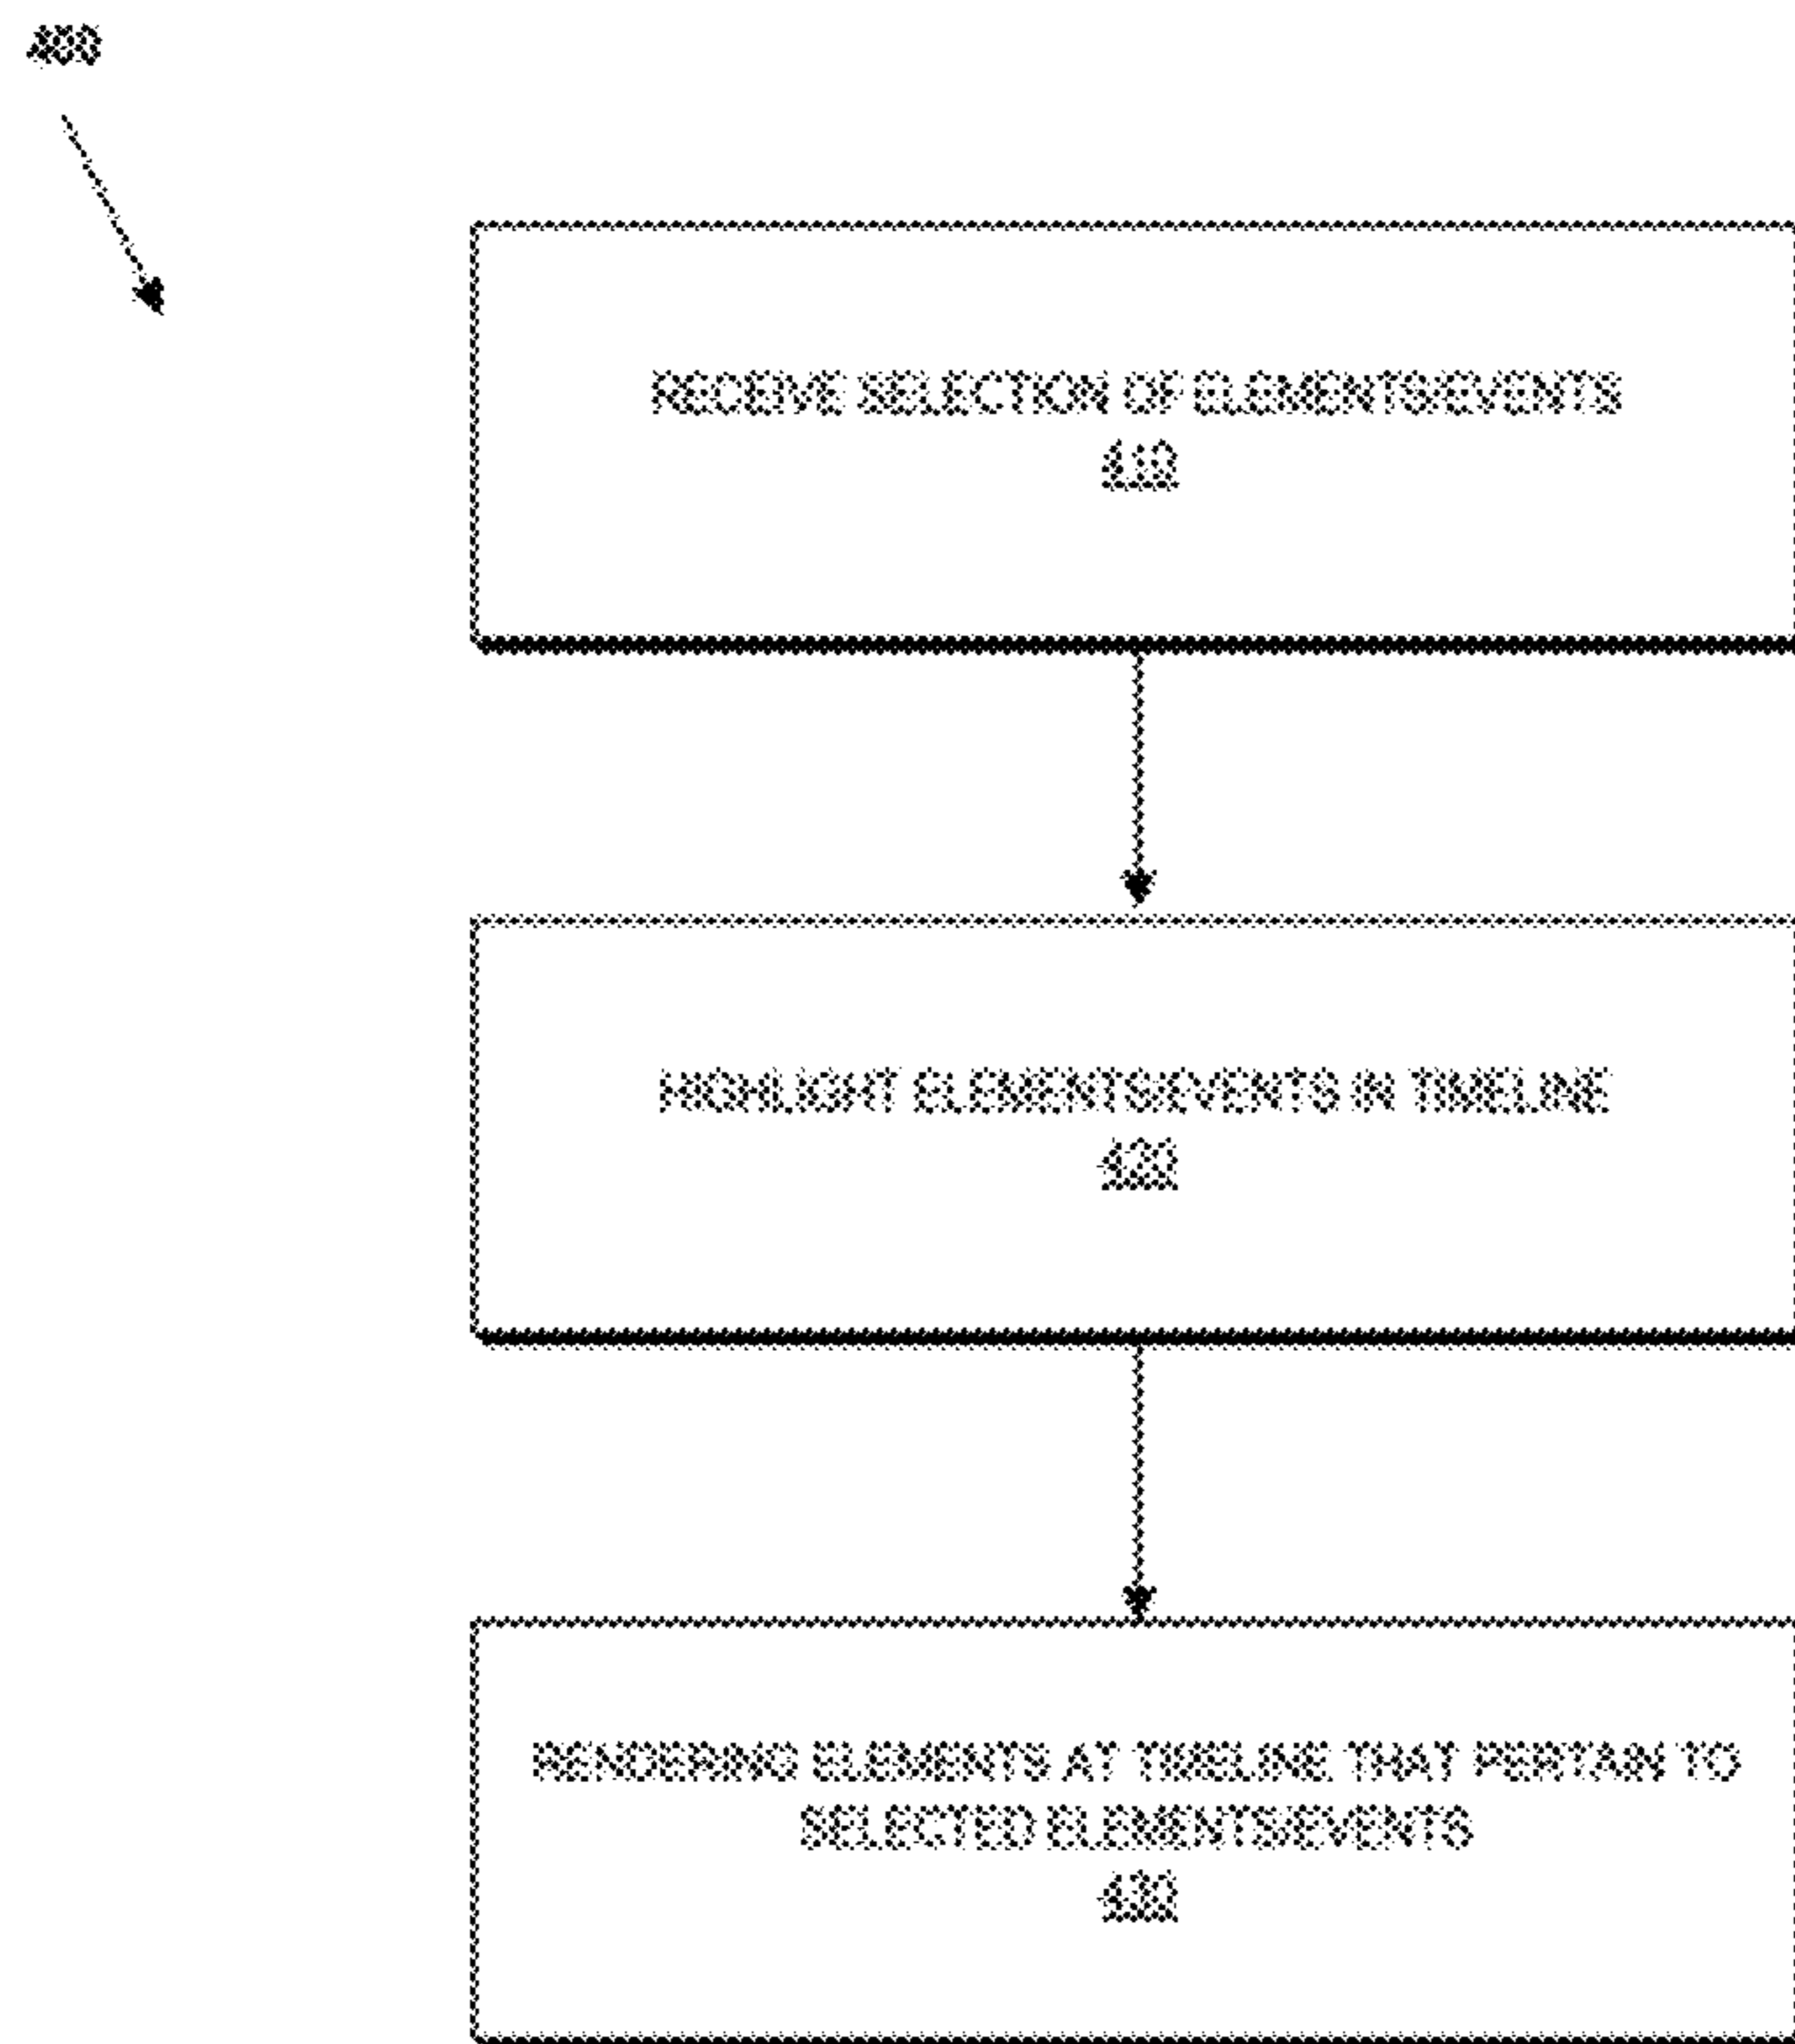 400
RECEIVE SELECTION OF ELEMENTS/EVENTS
410
HIGHLIGHT ELEMENTS/EVENTS IN TIMELINE
420
RENDERING ELEMENTS AT TIMELINE THAT PERTAIN TO
SELECTED ELEMENTS/EVENTS
430